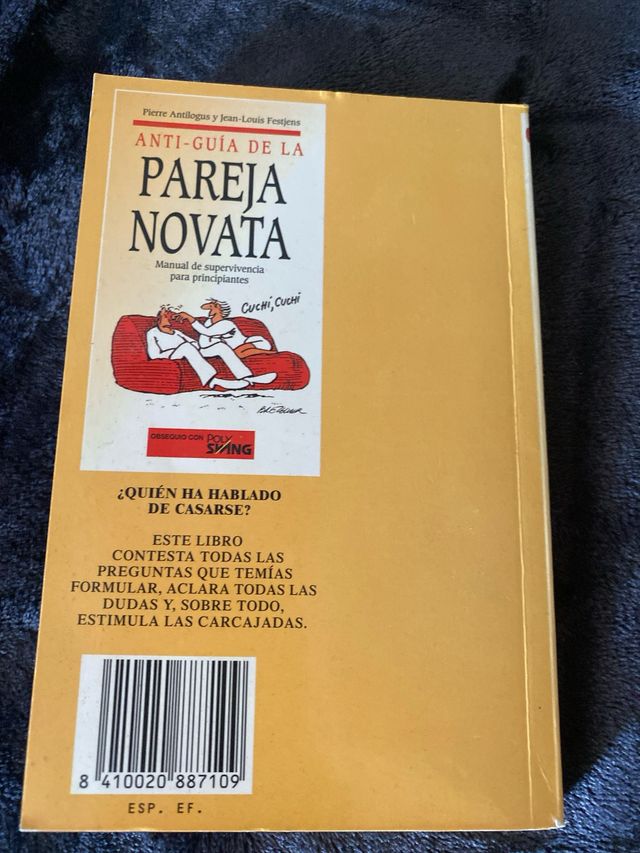 Pierre Antilogus y Jean-Louis Festjens
ANTI-GUÍA DE LA
PAREJA
NOVATA
Manual de supervivencia
para principiantes
CUCHÍ, CUCHI
OBSEQUIO CON POLY
SWING
¿QUIÉN HA HABLADO
DE CASARSE?
ESTE LIBRO
CONTESTA TODAS LAS
PREGUNTAS QUE TEMÍAS
FORMULAR, ACLARA TODAS LAS
DUDAS Y, SOBRE TODO,
ESTIMULA LAS CARCAJADAS.
8 410020 887109
ESP. EF.